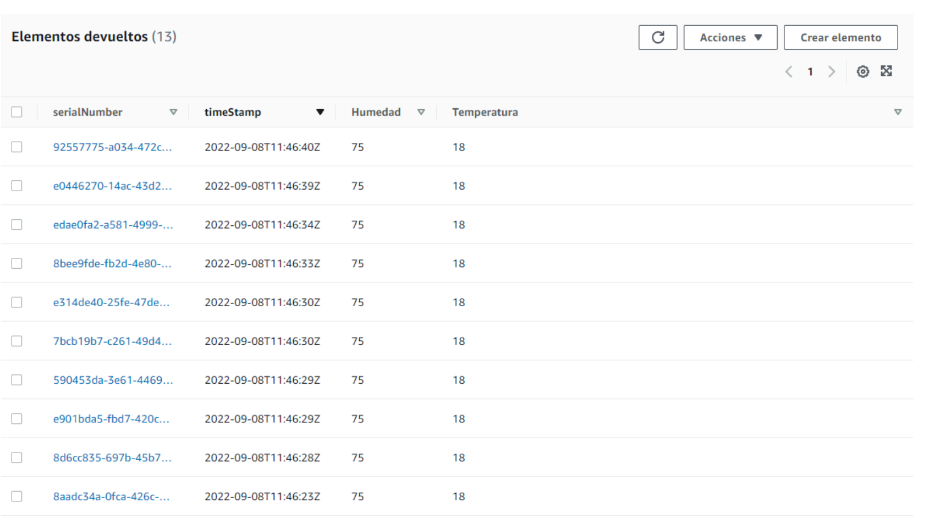 Elementos devueltos (13)
Acciones Crear elemento
1
serialNumber timeStamp Humedad Temperatura
92557775-a034-472c... 2022-09-08T11:46:40Z 75 18
e0446270-14ac-43d2... 2022-09-08T11:46:39Z 75 18
edae0fa2-a581-4999-... 2022-09-08T11:46:34Z 75 18
8bee9fde-fb2d-4e80-... 2022-09-08T11:46:33Z 75 18
e314de40-25fe-47de... 2022-09-08T11:46:30Z 75 18
7bcb19b7-c261-49d4... 2022-09-08T11:46:30Z 75 18
590453da-3e61-4469... 2022-09-08T11:46:29Z 75 18
e901bda5-fbd7-420c... 2022-09-08T11:46:29Z 75 18
8d6cc835-697b-45b7... 2022-09-08T11:46:28Z 75 18
8aadc34a-0fca-426c-... 2022-09-08T11:46:23Z 75 18